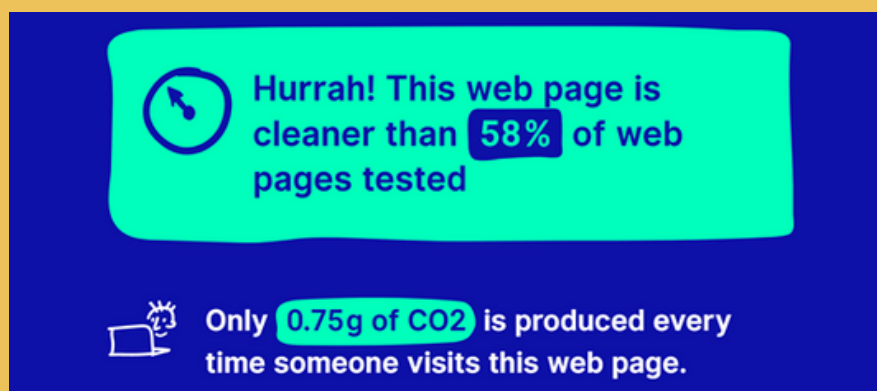 Hurrah! This web page is
cleaner than 58% of web
pages tested
Only 0.75g of CO2 is produced every
time someone visits this web page.